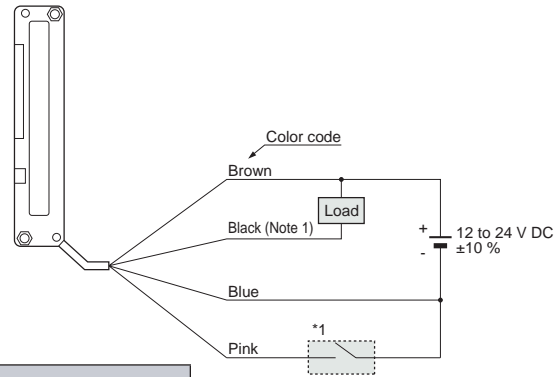 Color code
Brown
Load
Black (Note 1)
+
12 to 24 V DC
±10 %
-
Blue
*1
Pink